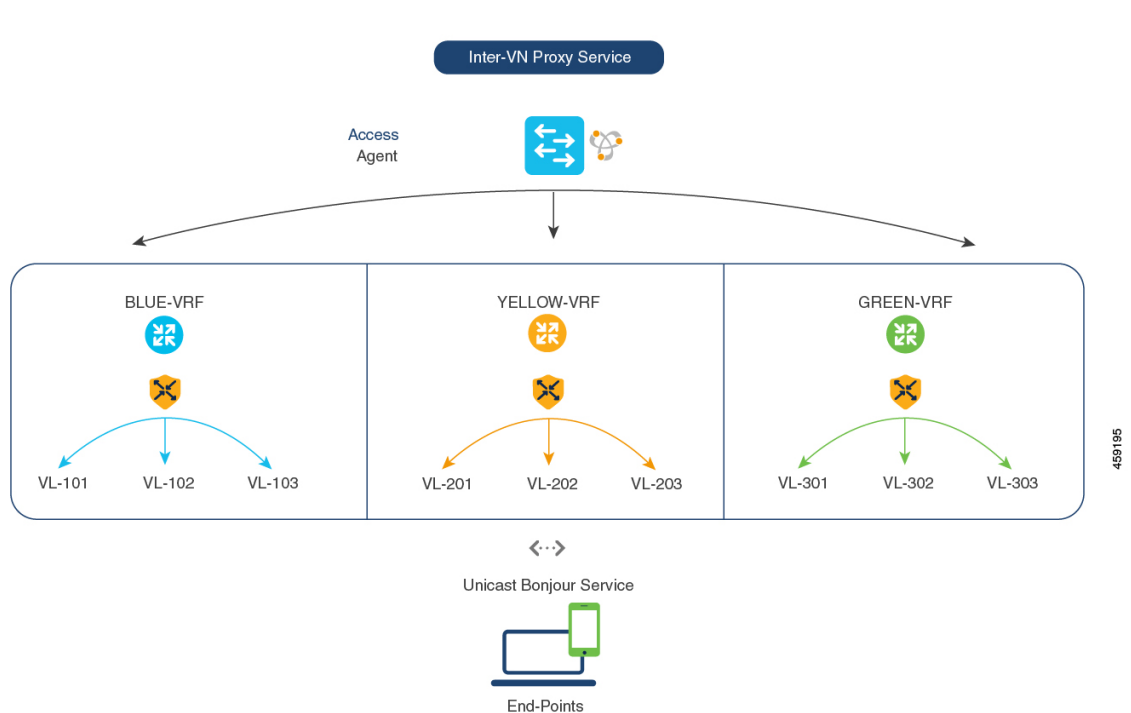 Inter-VN Proxy Service
Access
Agent
BLUE-VRF
YELLOW-VRF
GREEN-VRF
VL-101
VL-102
VL-103
VL-201
VL-202
VL-203
VL-301
VL-302
VL-303
459195
Unicast Bonjour Service
End-Points